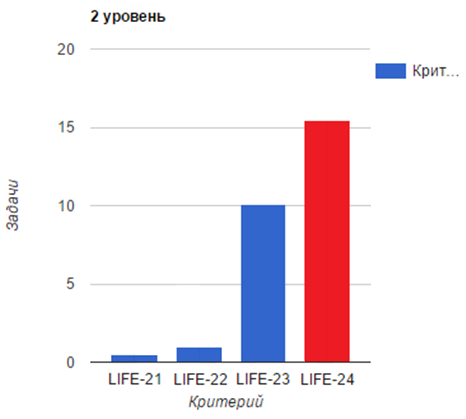 2 уровень
20
Крит...
15
Задачи
10
5
0
LIFE-21 LIFE-22 LIFE-23 LIFE-24
Критерий